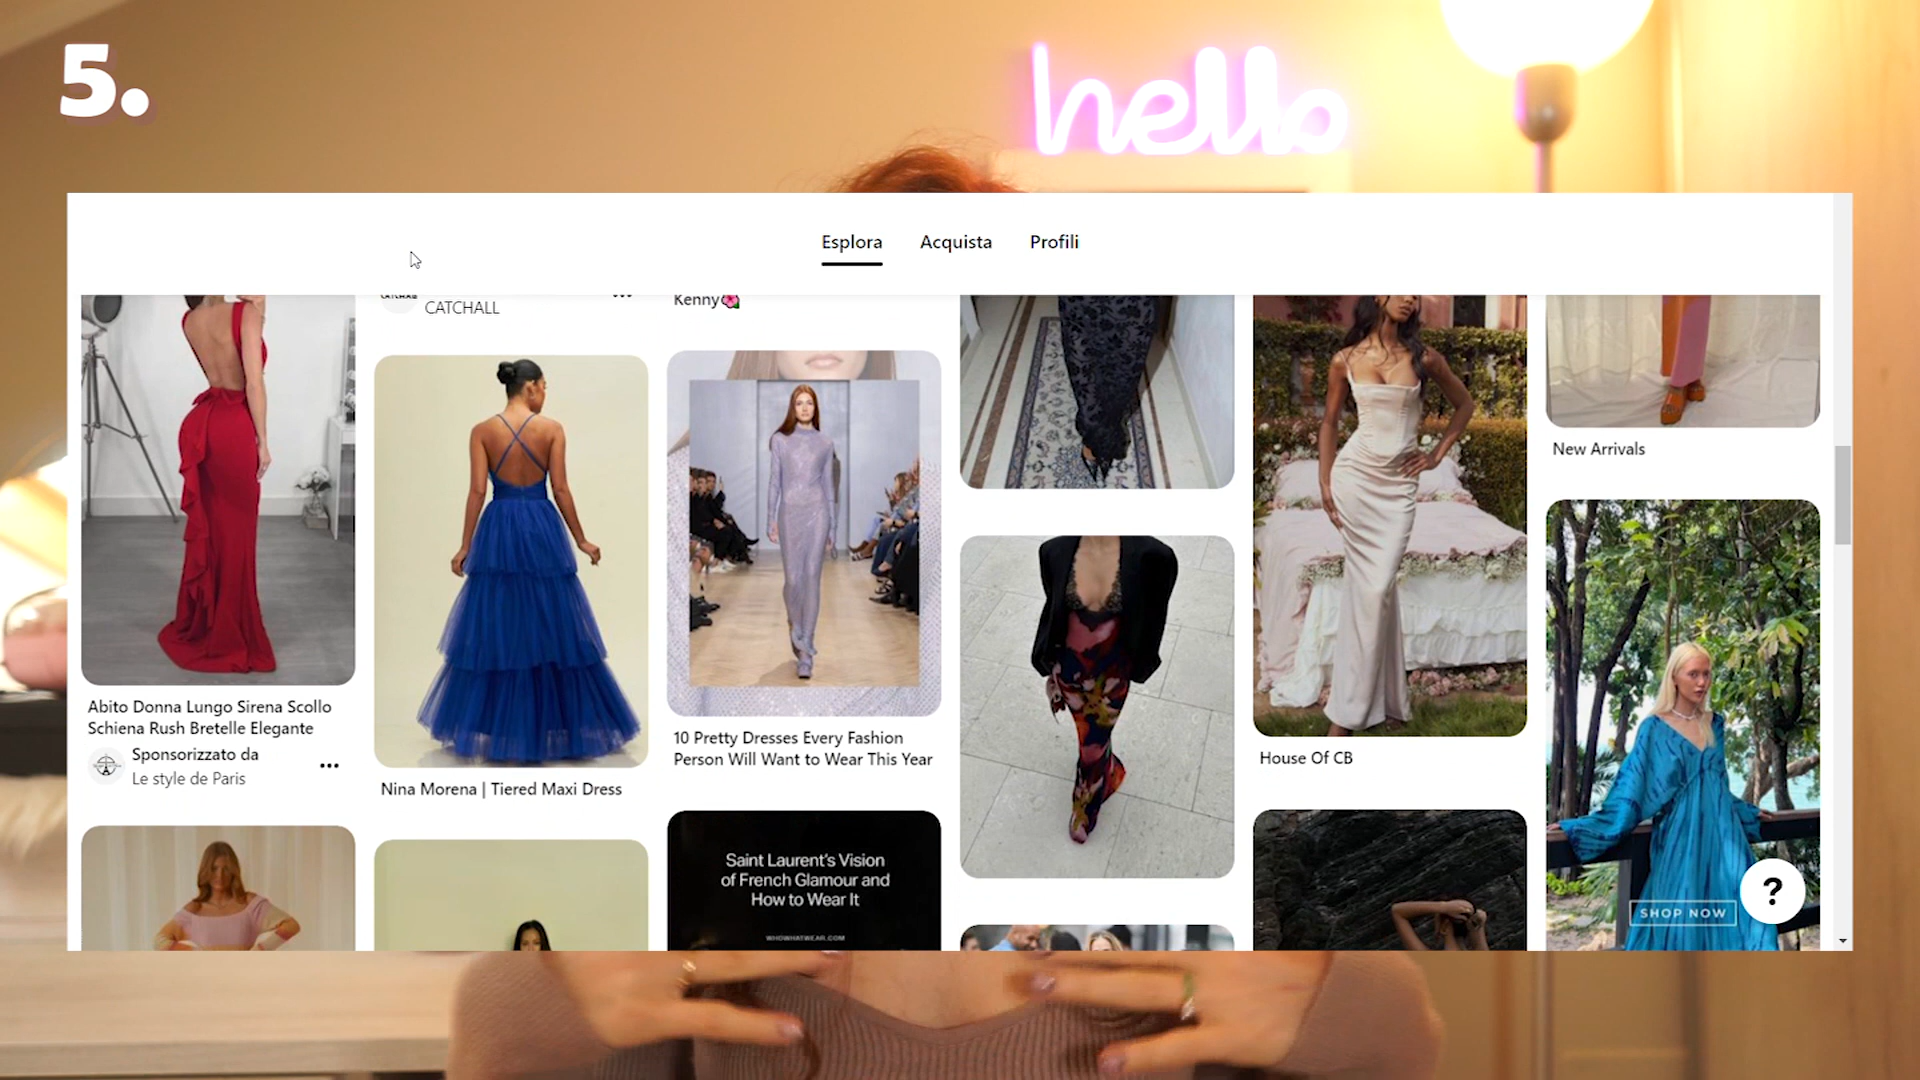 5.
hello
Esplora
Acquista
Profili
CATCHALL
Kenny🌺
New Arrivals
Abito Donna Lungo Sirena Scollo
Schiena Rush Bretelle Elegante
Sponsorizzato da
Le style de Paris
Nina Morena | Tiered Maxi Dress
10 Pretty Dresses Every Fashion
Person Will Want to Wear This Year
House Of CB
Saint Laurent's Vision
of French Glamour and
How to Wear It
WHOWHATWEAR.COM
SHOP NOW
?